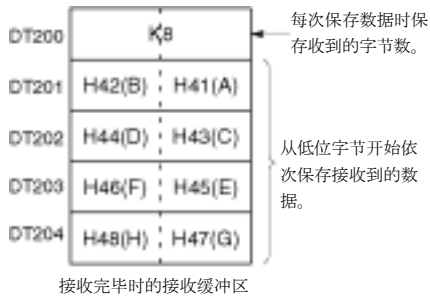 DT200 K8
每次保存数据时保
存收到的字节数。
DT201 H42(B) H41(A)
DT202 H44(D) H43(C)
DT203 H46(F) H45(E)
DT204 H48(H) H47(G)
从低位字节开始依
次保存接收到的数
据。
接收完毕时的接收缓冲区